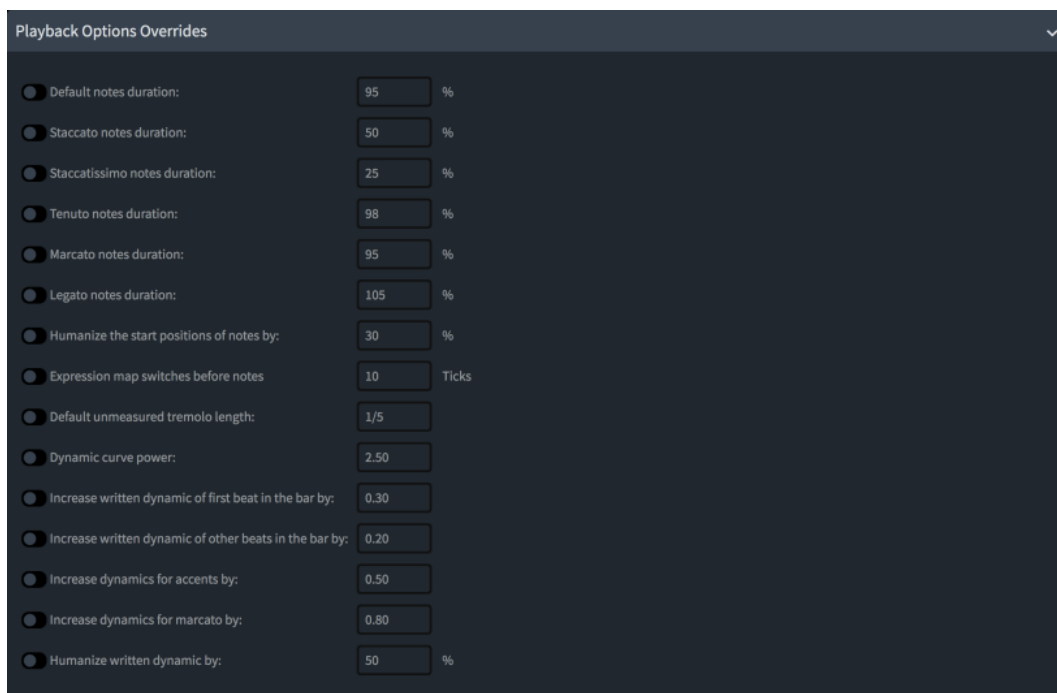 Playback Options Overrides
Default notes duration: 95 %
Staccato notes duration: 50 %
Staccatissimo notes duration: 25 %
Tenuto notes duration: 98 %
Marcato notes duration: 95 %
Legato notes duration: 105 %
Humanize the start positions of notes by: 30 %
Expression map switches before notes 10 Ticks
Default unmeasured tremolo length: 1/5
Dynamic curve power: 2.50
Increase written dynamic of first beat in the bar by: 0.30
Increase written dynamic of other beats in the bar by: 0.20
Increase dynamics for accents by: 0.50
Increase dynamics for marcato by: 0.80
Humanize written dynamic by: 50 %